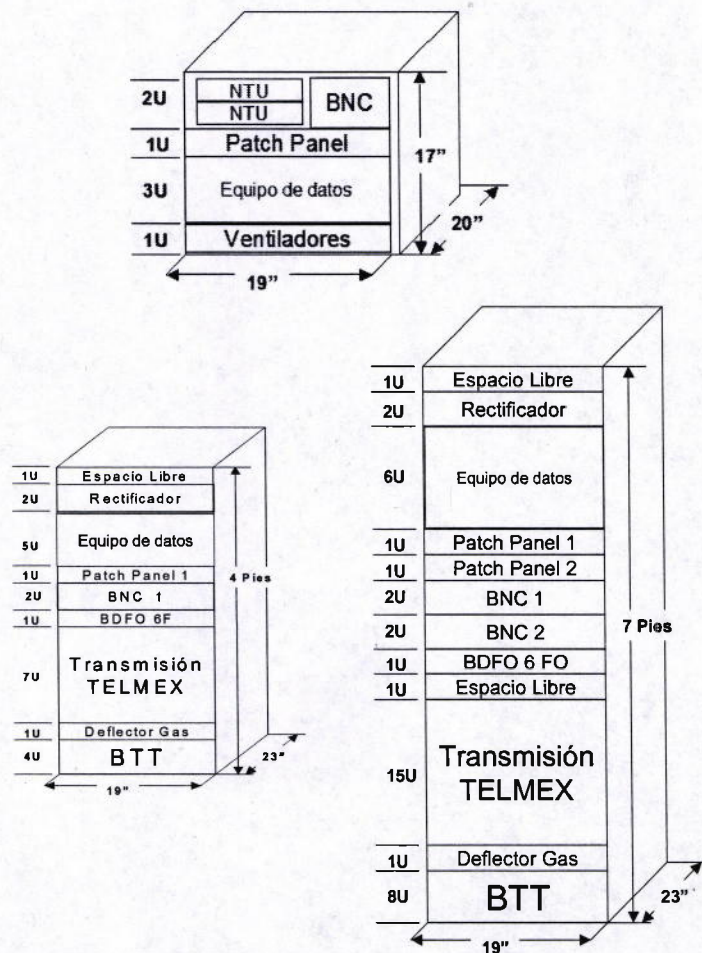 2U NTU BNC
NTU
1U Patch Panel
17”
3U Equipo de datos
20”
1U Ventiladores
19”
1U Espacio Libre
2U Rectificador
5U Equipo de datos
1U Patch Panel 1
4 Pies
2U BNC 1
1U BDFO 6F
7U Transmisión
TELMEX
1U Deflector Gas
4U BTT
23"
19"
1U Espacio Libre
2U Rectificador
6U Equipo de datos
1U Patch Panel 1
1U Patch Panel 2
2U BNC 1
7 Pies
2U BNC 2
1U BDFO 6 FO
1U Espacio Libre
15U Transmisión
TELMEX
1U Deflector Gas
8U BTT
23”
19"